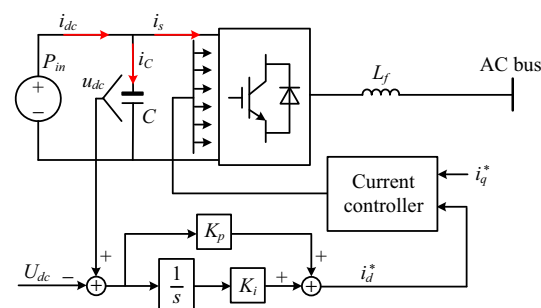 i_dc
i_s
P_in
+
−
u_dc
i_C
C
L_f
AC bus
Current
controller
i_q^*
K_p
U_dc
−
+
1/s
K_i
+
+
i_d^*